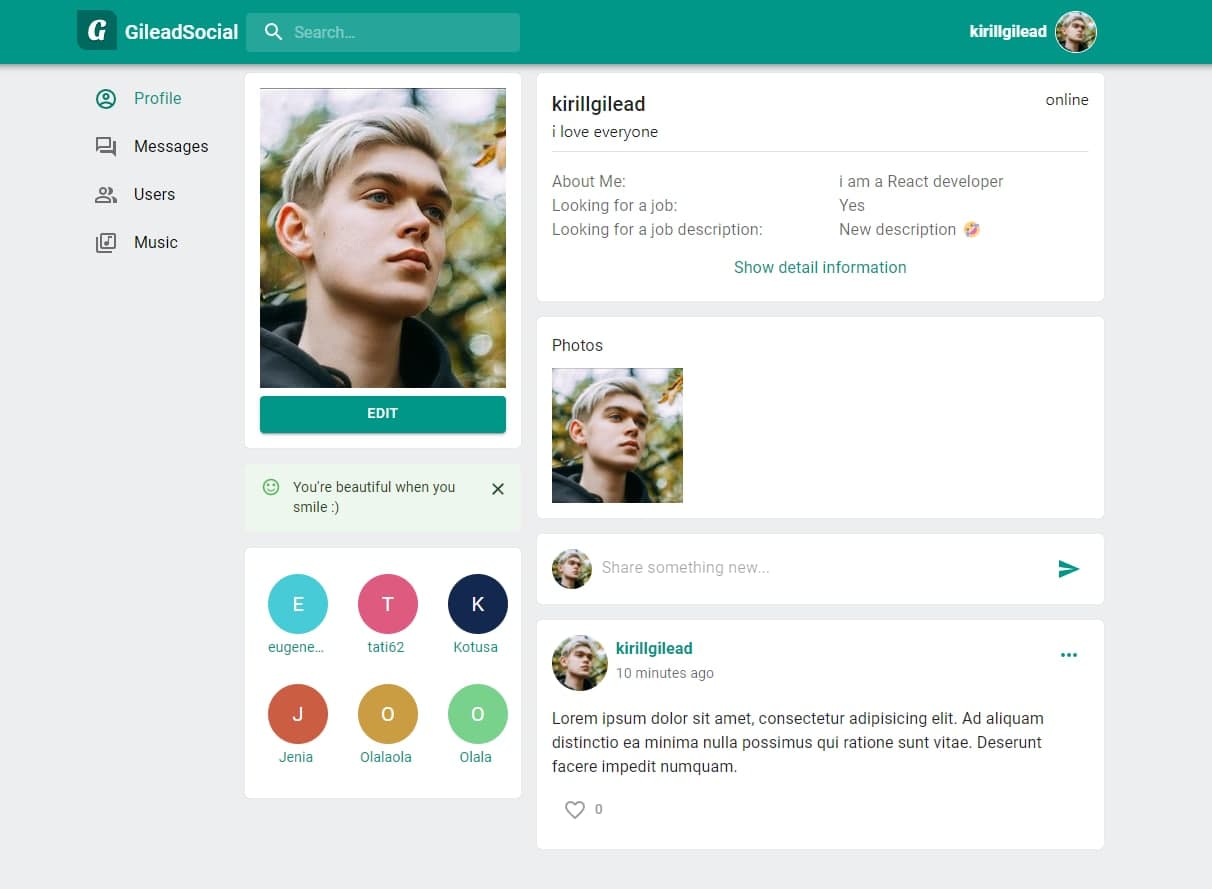 G GileadSocial
Search...
kirillgilead
Profile
Messages
Users
Music
EDIT
You're beautiful when you
smile :)
E
T
K
eugene...
tati62
Kotusa
J
O
O
Jenia
Olalaola
Olala
kirillgilead
online
i love everyone
About Me: i am a React developer
Looking for a job: Yes
Looking for a job description: New description 🤣
Show detail information
Photos
Share something new...
kirillgilead
10 minutes ago
Lorem ipsum dolor sit amet, consectetur adipisicing elit. Ad aliquam
distinctio ea minima nulla possimus qui ratione sunt vitae. Deserunt
facere impedit numquam.
0